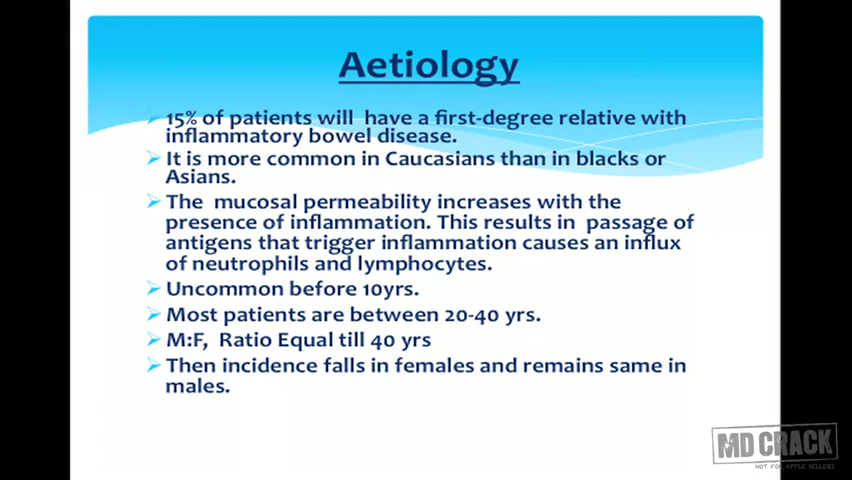 Aetiology
15% of patients will have a first-degree relative with
inflammatory bowel disease.
It is more common in Caucasians than in blacks or
Asians.
The mucosal permeability increases with the
presence of inflammation. This results in passage of
antigens that trigger inflammation causes an influx
of neutrophils and lymphocytes.
Uncommon before 10yrs.
Most patients are between 20-40 yrs.
M:F, Ratio Equal till 40 yrs
Then incidence falls in females and remains same in
males.
MD CRACK
NOT FOR APPLE SELLERS